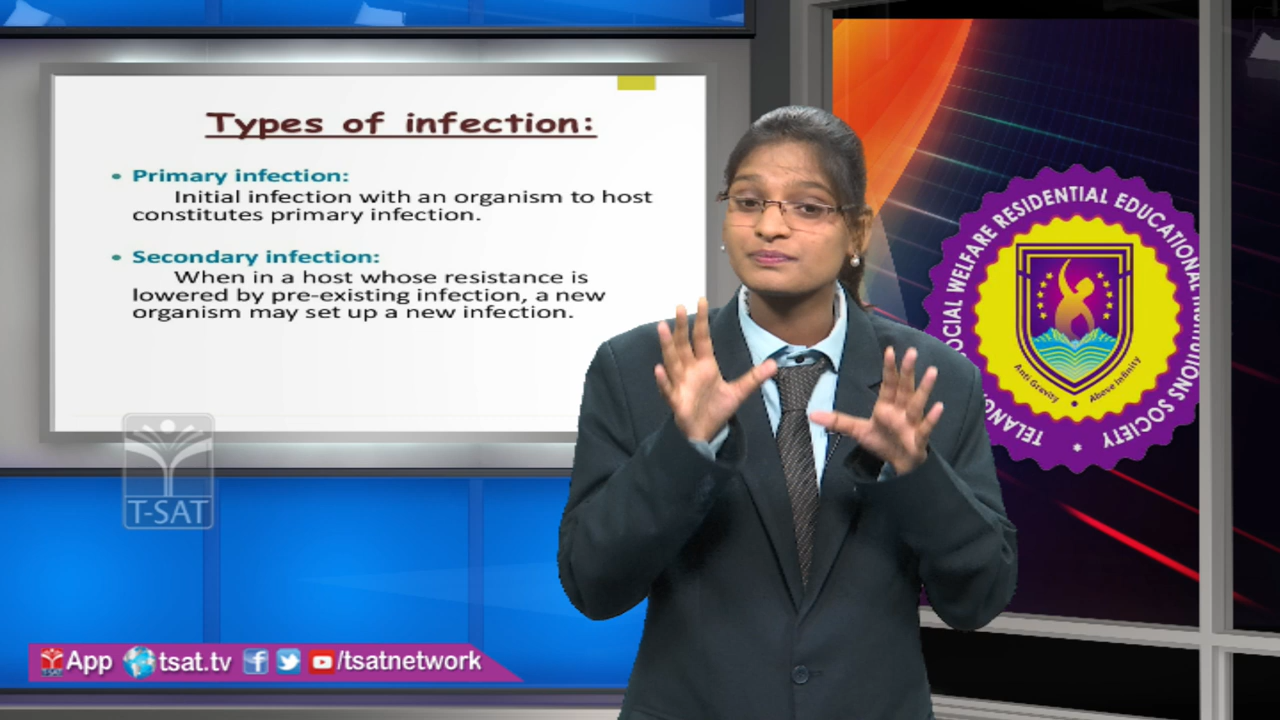 Types of infection:
• Primary infection:
Initial infection with an organism to host
constitutes primary infection.
• Secondary infection:
When in a host whose resistance is
lowered by pre-existing infection, a new
organism may set up a new infection.
SOCIAL WELFARE RESIDENTIAL EDUCATIONAL INSTITUTIONS SOCIETY
TELANG
Anti Gravity • Above Infinity
T-SAT
App tsat.tv /tsatnetwork